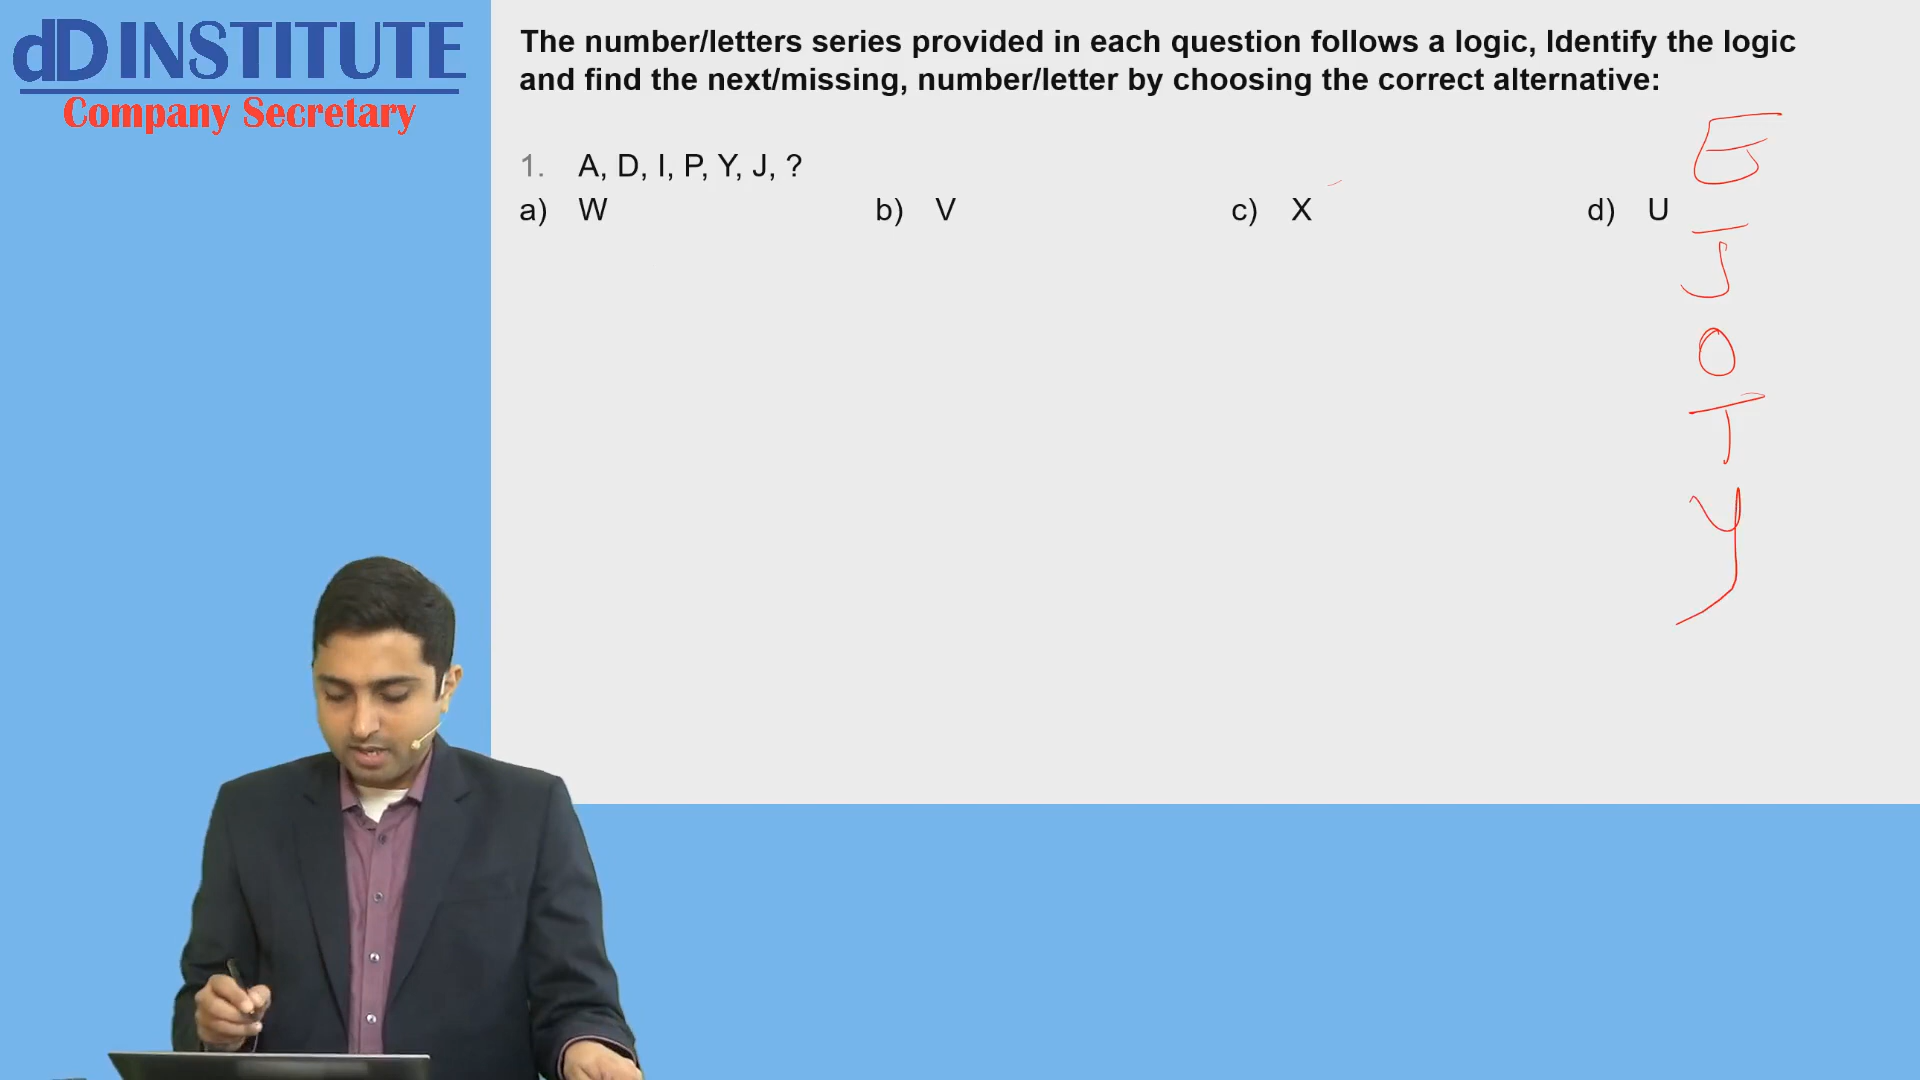 dD INSTITUTE
Company Secretary
The number/letters series provided in each question follows a logic, Identify the logic
and find the next/missing, number/letter by choosing the correct alternative:
1. A, D, I, P, Y, J, ?
a) W b) V c) X d) U
E
J
O
T
Y